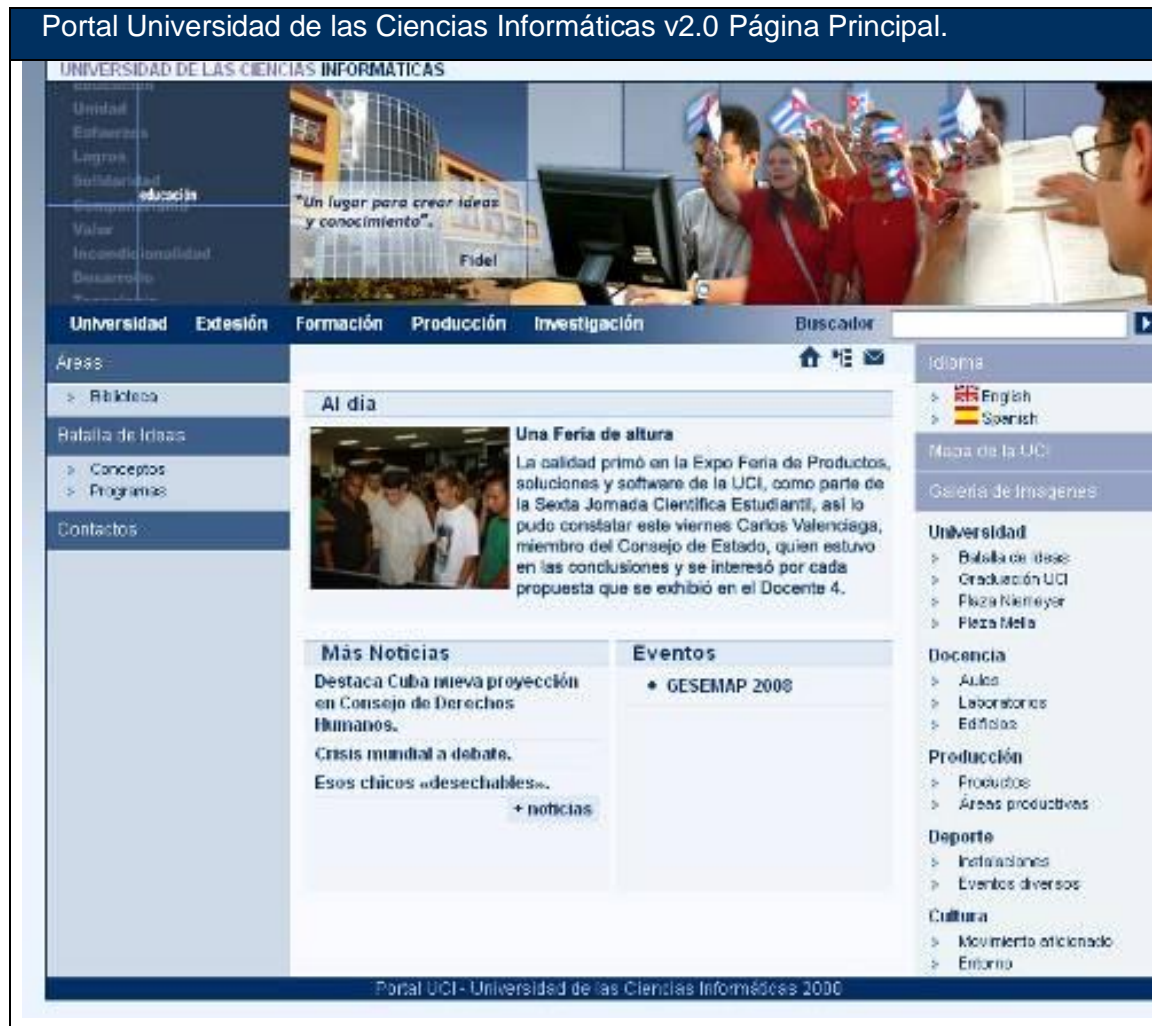 Portal Universidad de las Ciencias Informáticas v2.0 Página Principal.
UNIVERSIDAD DE LAS CIENCIAS INFORMATICAS
educación
Unidad
Esfuerzos
Logros
Solidaridad
educación
Compañerismo
Valor
Incondicionalidad
Desarrollo
"Un lugar para crear ideas
y conocimiento".
Fidel
Universidad Extesión Formación Producción Investigación Buscador
Areas
Biblioteca
Batalla de Ideas
Conceptos
Programas
Contactos
Al dia
Una Feria de altura
La calidad primó en la Expo Feria de Productos,
soluciones y software de la UCI, como parte de
la Sexta Jornada Científica Estudiantil, así lo
pudo constatar este viernes Carlos Valenciaga,
miembro del Consejo de Estado, quien estuvo
en las conclusiones y se interesó por cada
propuesta que se exhibió en el Docente 4.
Más Noticias
Destaca Cuba nueva proyección
en Consejo de Derechos
Humanos.
Crisis mundial a debate.
Esos chicos «desechables».
+ noticias
Eventos
• GESEMAP 2008
Idioma
English
Spanish
Mapa de la UCI
Galeria de Imagenes
Universidad
Batalla de Ideas
Graduación UCI
Plaza Niemeyer
Plaza Mella
Docencia
Aulas
Laboratorios
Edificios
Producción
Productos
Áreas productivas
Deporte
Instalaciones
Eventos diversos
Cultura
Movimiento aficionado
Entorno
Portal UCI - Universidad de las Ciencias Informáticas